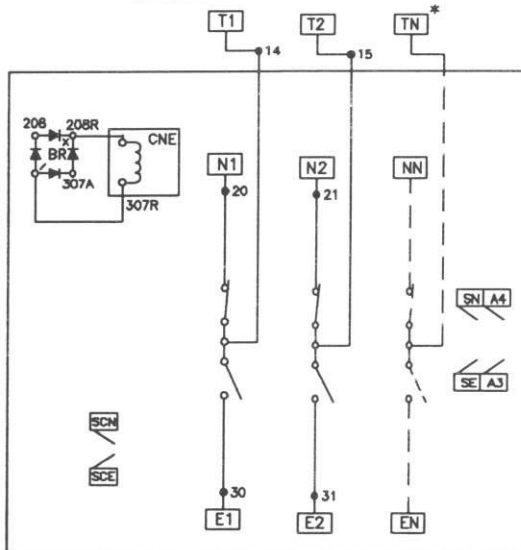 T1 T2 TN *
14 15
208 208R CNE
BR x
307A
307R
N1 N2 NN
20 21
SN A4
SE A3
SCN
SCE
30 31
E1 E2 EN